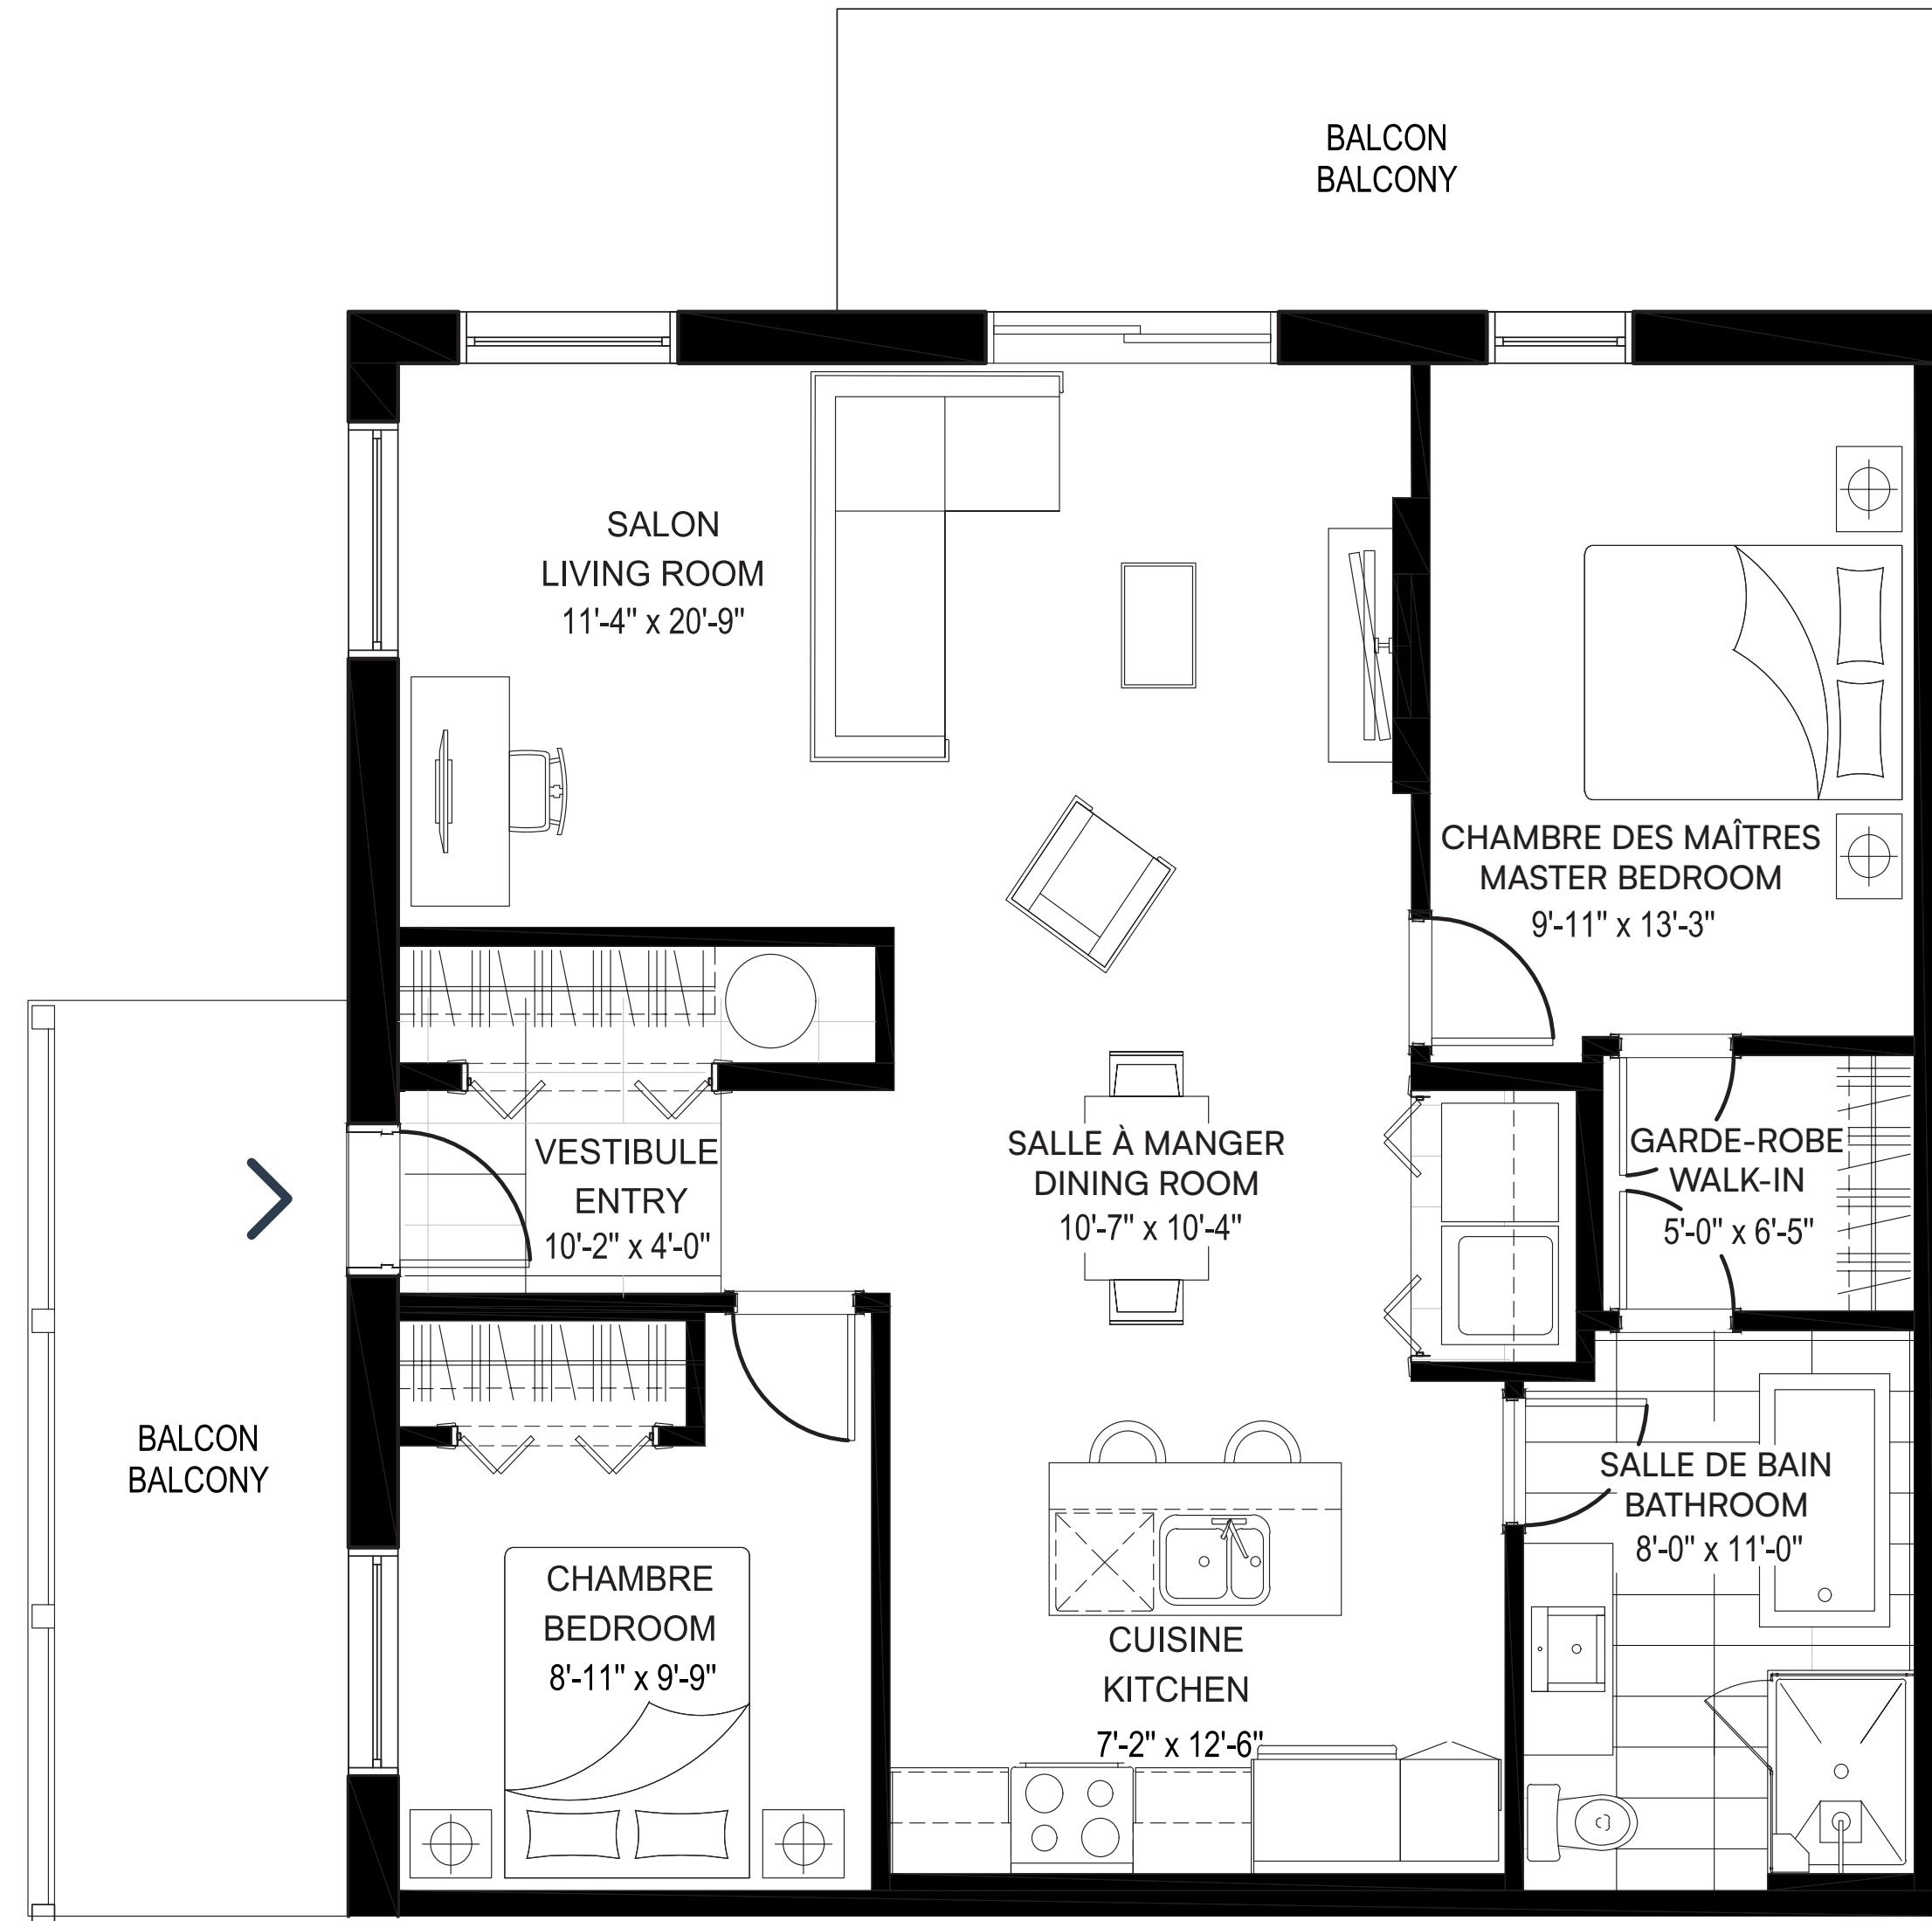 BALCON
BALCONY
SALON
LIVING ROOM
11'-4" x 20'-9"
CHAMBRE DES MAÎTRES
MASTER BEDROOM
9'-11" x 13'-3"
VESTIBULE
ENTRY
10'-2" x 4'-0"
SALLE À MANGER
DINING ROOM
10'-7" x 10'-4"
GARDE-ROBE
WALK-IN
5'-0" x 6'-5"
BALCON
BALCONY
SALLE DE BAIN
BATHROOM
8'-0" x 11'-0"
CHAMBRE
BEDROOM
8'-11" x 9'-9"
CUISINE
KITCHEN
7'-2" x 12'-6"